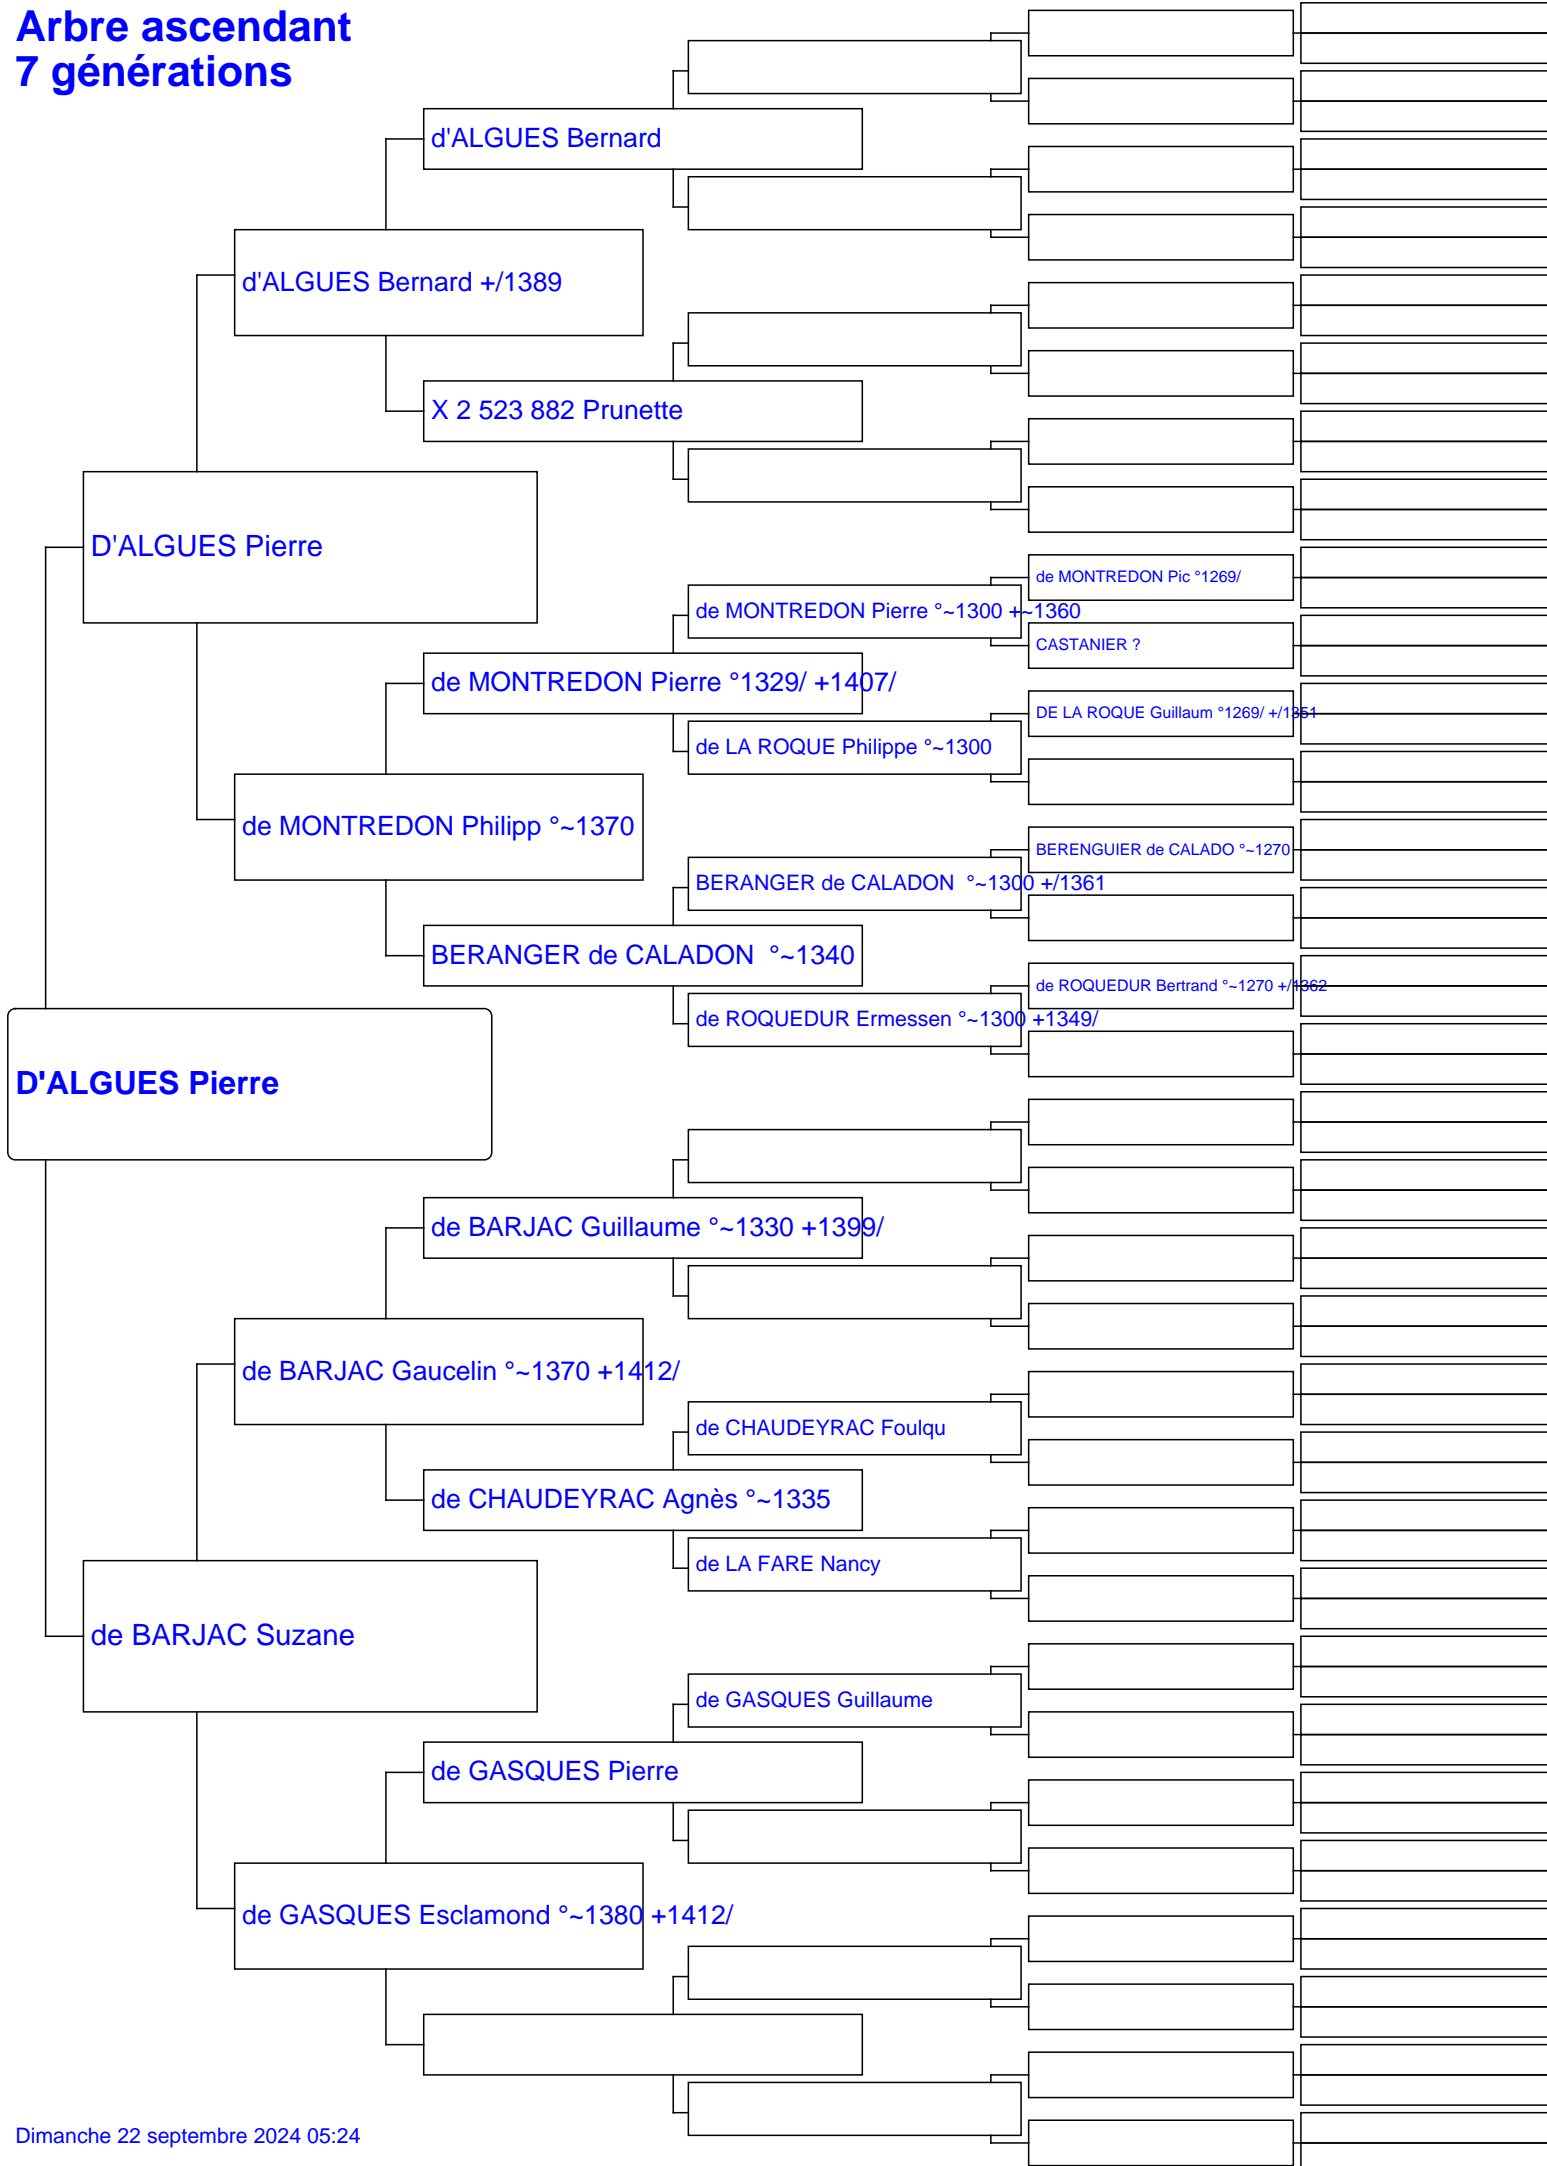 Arbre ascendant
7 générations
d'ALGUES Bernard
d'ALGUES Bernard +/1389
X 2 523 882 Prunette
D'ALGUES Pierre
de MONTREDON Pic °1269/
de MONTREDON Pierre °~1300 +~1360
CASTANIER ?
de MONTREDON Pierre °1329/ +1407/
DE LA ROQUE Guillaum °1269/ +/1351
de LA ROQUE Philippe °~1300
de MONTREDON Philipp °~1370
BERENGUIER de CALADO °~1270
BERANGER de CALADON  °~1300 +/1361
BERANGER de CALADON  °~1340
de ROQUEDUR Bertrand °~1270 +/1362
de ROQUEDUR Ermessen °~1300 +1349/
D'ALGUES Pierre
de BARJAC Guillaume °~1330 +1399/
de BARJAC Gaucelin °~1370 +1412/
de CHAUDEYRAC Foulqu
de CHAUDEYRAC Agnès °~1335
de LA FARE Nancy
de BARJAC Suzane
de GASQUES Guillaume
de GASQUES Pierre
de GASQUES Esclamond °~1380 +1412/
Dimanche 22 septembre 2024 05:24